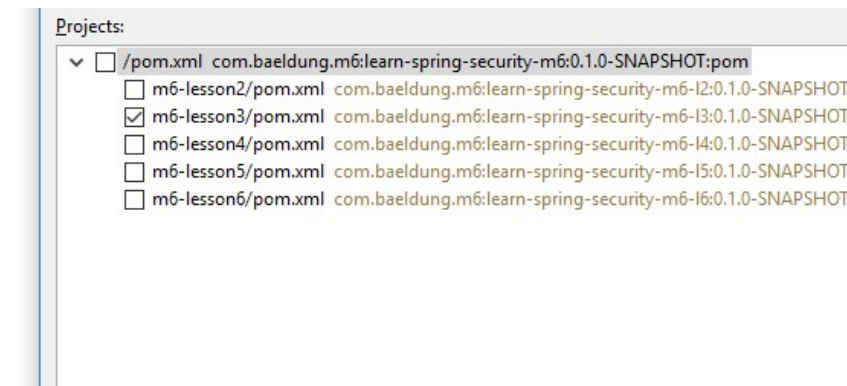 Projects:
/pom.xml com.baeldung.m6:learn-spring-security-m6:0.1.0-SNAPSHOT:pom
m6-lesson2/pom.xml com.baeldung.m6:learn-spring-security-m6-l2:0.1.0-SNAPSHOT
m6-lesson3/pom.xml com.baeldung.m6:learn-spring-security-m6-l3:0.1.0-SNAPSHOT
m6-lesson4/pom.xml com.baeldung.m6:learn-spring-security-m6-l4:0.1.0-SNAPSHOT
m6-lesson5/pom.xml com.baeldung.m6:learn-spring-security-m6-l5:0.1.0-SNAPSHOT
m6-lesson6/pom.xml com.baeldung.m6:learn-spring-security-m6-l6:0.1.0-SNAPSHOT